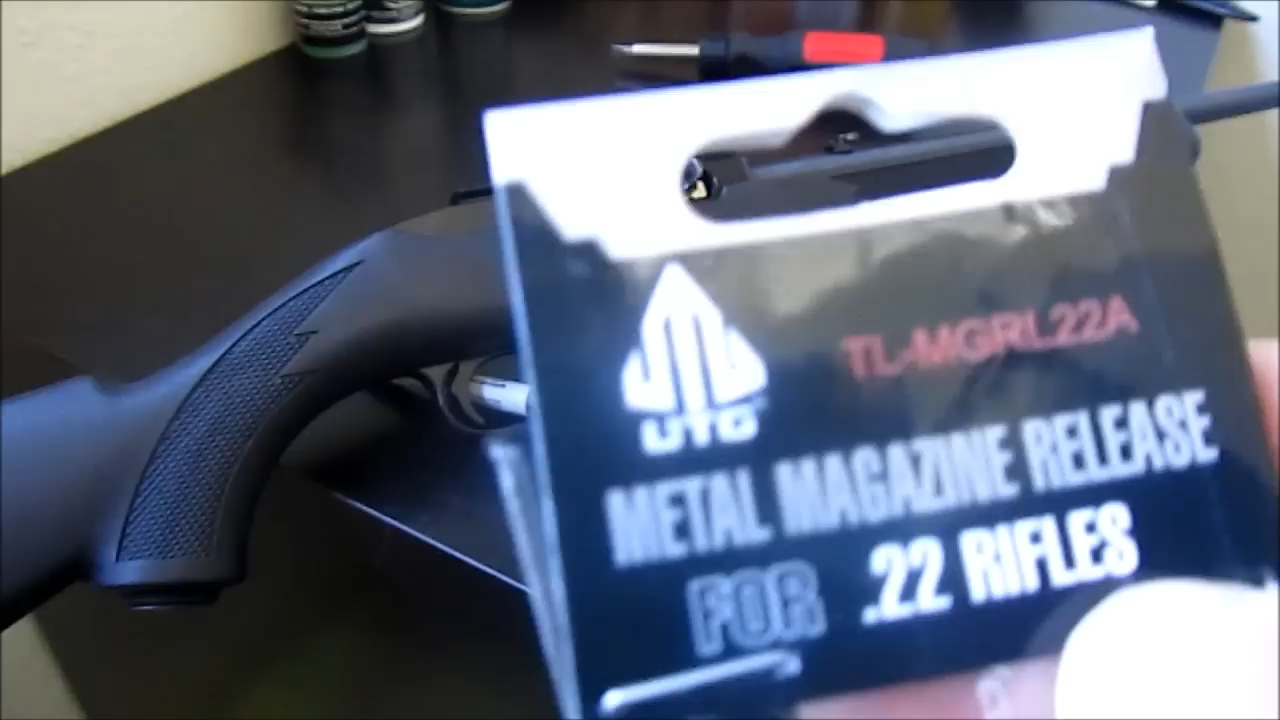 TL-MGRL22A
UTG
METAL MAGAZINE RELEASE
FOR .22 RIFLES